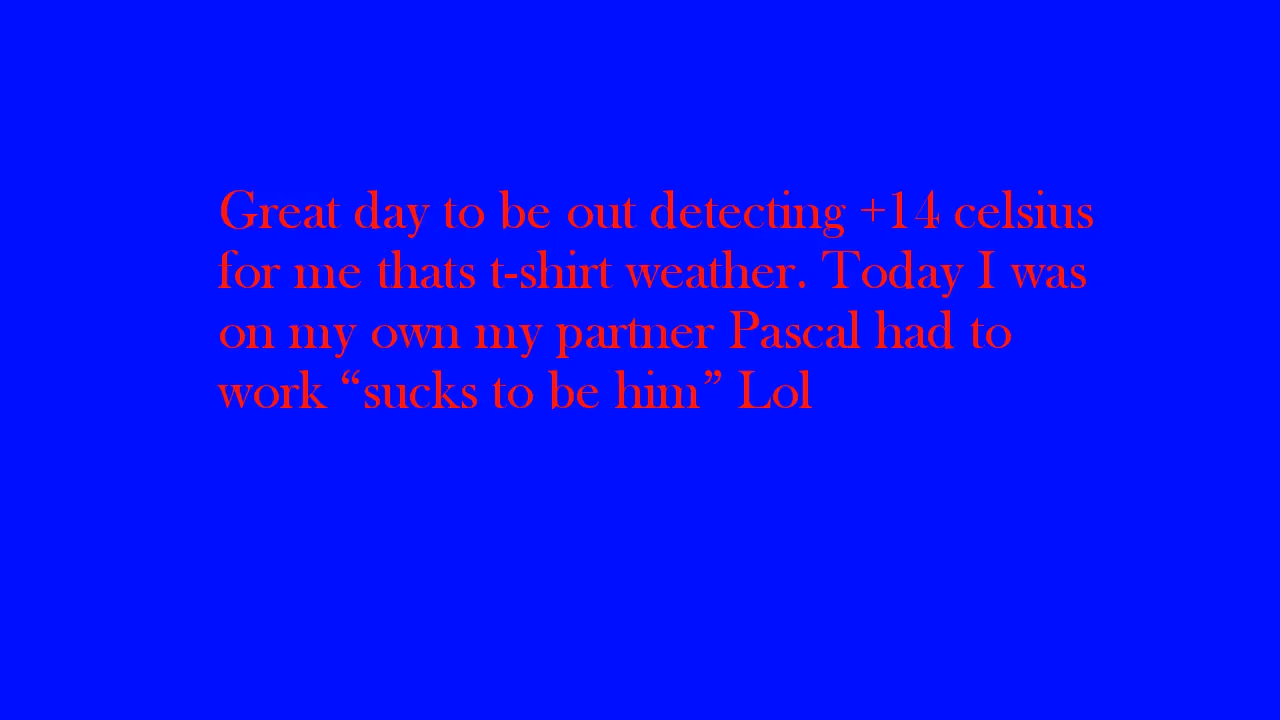 Great day to be out detecting +14 celsius
for me thats t-shirt weather. Today I was
on my own my partner Pascal had to
work “sucks to be him” Lol